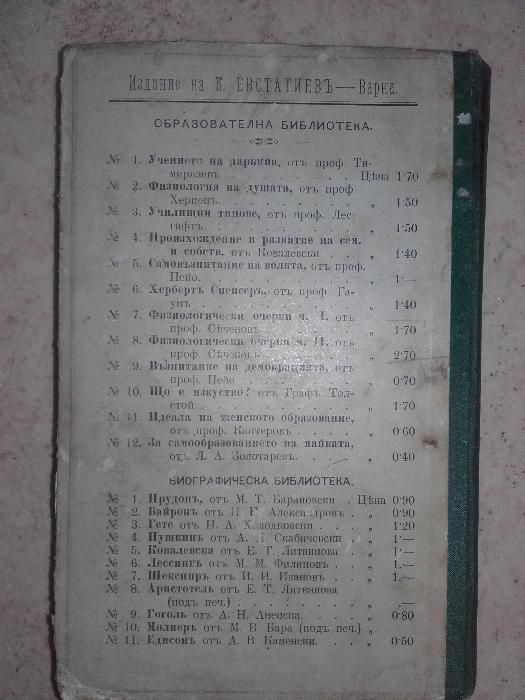 Издание на К. ЕВСТАТИЕВЪ — Варна.
ОБРАЗОВАТЕЛНА БИБЛИОТЕКА.
№ 1. Учението на дарвина, отъ проф. Ти-
мирязевъ . . . . . . . . . Цѣна 1·70
№ 2. Физиология на душата, отъ проф
Херценъ. . . . . . . . . . „ 1·50
№ 3. Училищни типове, отъ проф. Лес-
гафтъ. . . . . . . . . . „ 1·50
№ 4. Произхождение и развитие на сем.
и собств. отъ Ковалевски . . . „ 1·40
№ 5. Самовъзпитание на волята, отъ проф.
Пейо. . . . . . . . . . „ 1·—
№ 6. Хербертъ Спенсеръ, отъ проф. Га-
упъ . . . . . . . . . . „ 1·40
№ 7. Физиологически очерки ч. I. отъ
проф. Сѣченовъ . . . . . . „ 1·70
№ 8. Физиологически очерки ч. II. отъ
проф. Сѣченовъ . . . . . . „ 2·70
№ 9. Възпитание на демокрацията, отъ
проф. Пейо . . . . . . . „ 0·70
№ 10. Що е изкуство? отъ Графъ Тол-
стой . . . . . . . . . . „ 1·70
№ 11. Идеала на женското образование,
отъ проф. Каптеровъ . . . . „ 0·60
№ 12. За самообразованието на майката,
отъ Л. А. Золотаревъ. . . . „ 0·40
БИОГРАФИЧЕСКА БИБЛИОТЕКА.
№ 1. Прудонъ, отъ М. Т. Барановски . Цѣна 0·90
№ 2. Байронъ, отъ Н. Александровъ . „ 0·90
№ 3. Гете отъ Н. А. Холодковски . . . „ 1·20
№ 4. Пушкинъ отъ А. Скабичевски . „ 1·—
№ 5. Ковалевска отъ Е. Т. Литвинова . „ 1·—
№ 6. Лессингъ отъ М. М. Филиповъ . . „ 1.—
№ 7. Шекспиръ отъ И. И. Ивановъ . . „ 1.—
№ 8. Аристотель отъ Е. Т. Литвинова
(подъ печ.) . . . . . . . . „ .—
№ 9. Гоголь отъ А. Н. Аненска. . . . „ 0·80
№ 10. Молиеръ отъ М. В. Бара (подъ печ.) „
№ 11. Едисонъ отъ А. В. Каменски. . . „ 0·50